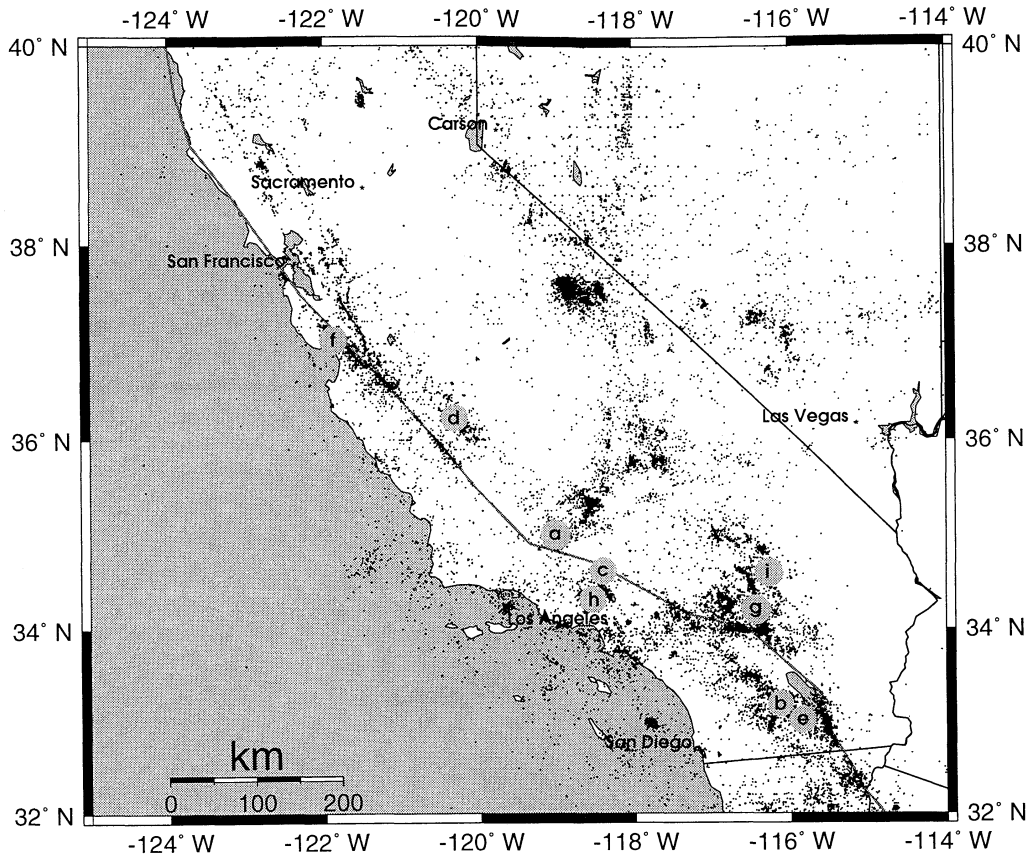 -124° W -122° W -120° W -118° W -116° W -114° W
40° N 40° N
Carson
Sacramento
38° N 38° N
San Francisco
f
d
Las Vegas
36° N 36° N
a
c
i
h
g
Los Angeles
34° N 34° N
b
e
San Diego
km
0 100 200
32° N 32° N
-124° W -122° W -120° W -118° W -116° W -114° W